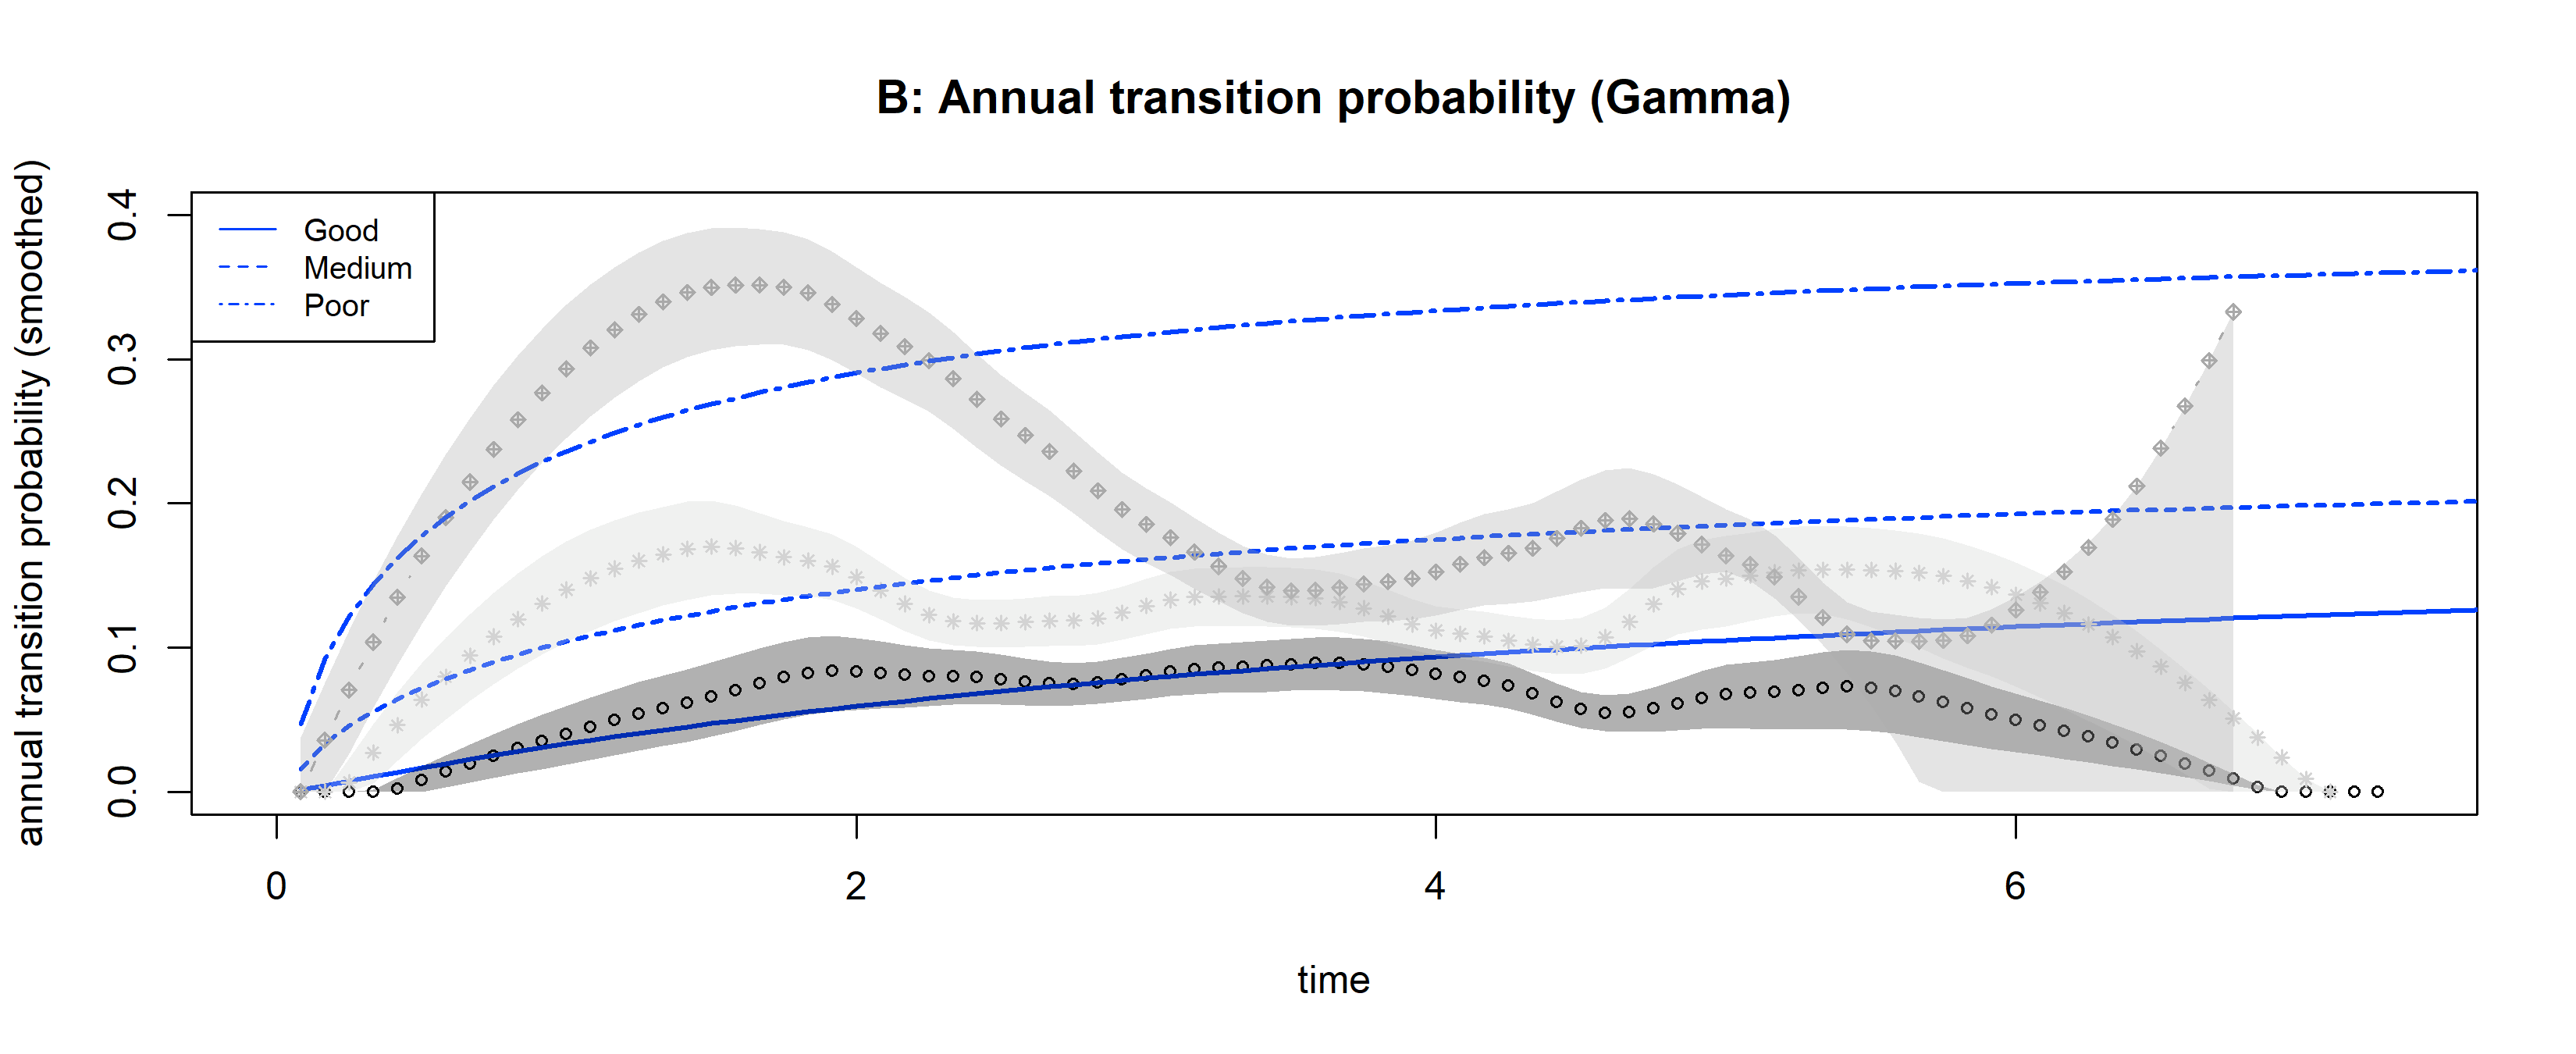 B: Annual transition probability (Gamma)
annual transition probability (smoothed)
0.4
0.3
0.2
0.1
0.0
Good
Medium
Poor
0 2 4 6
time